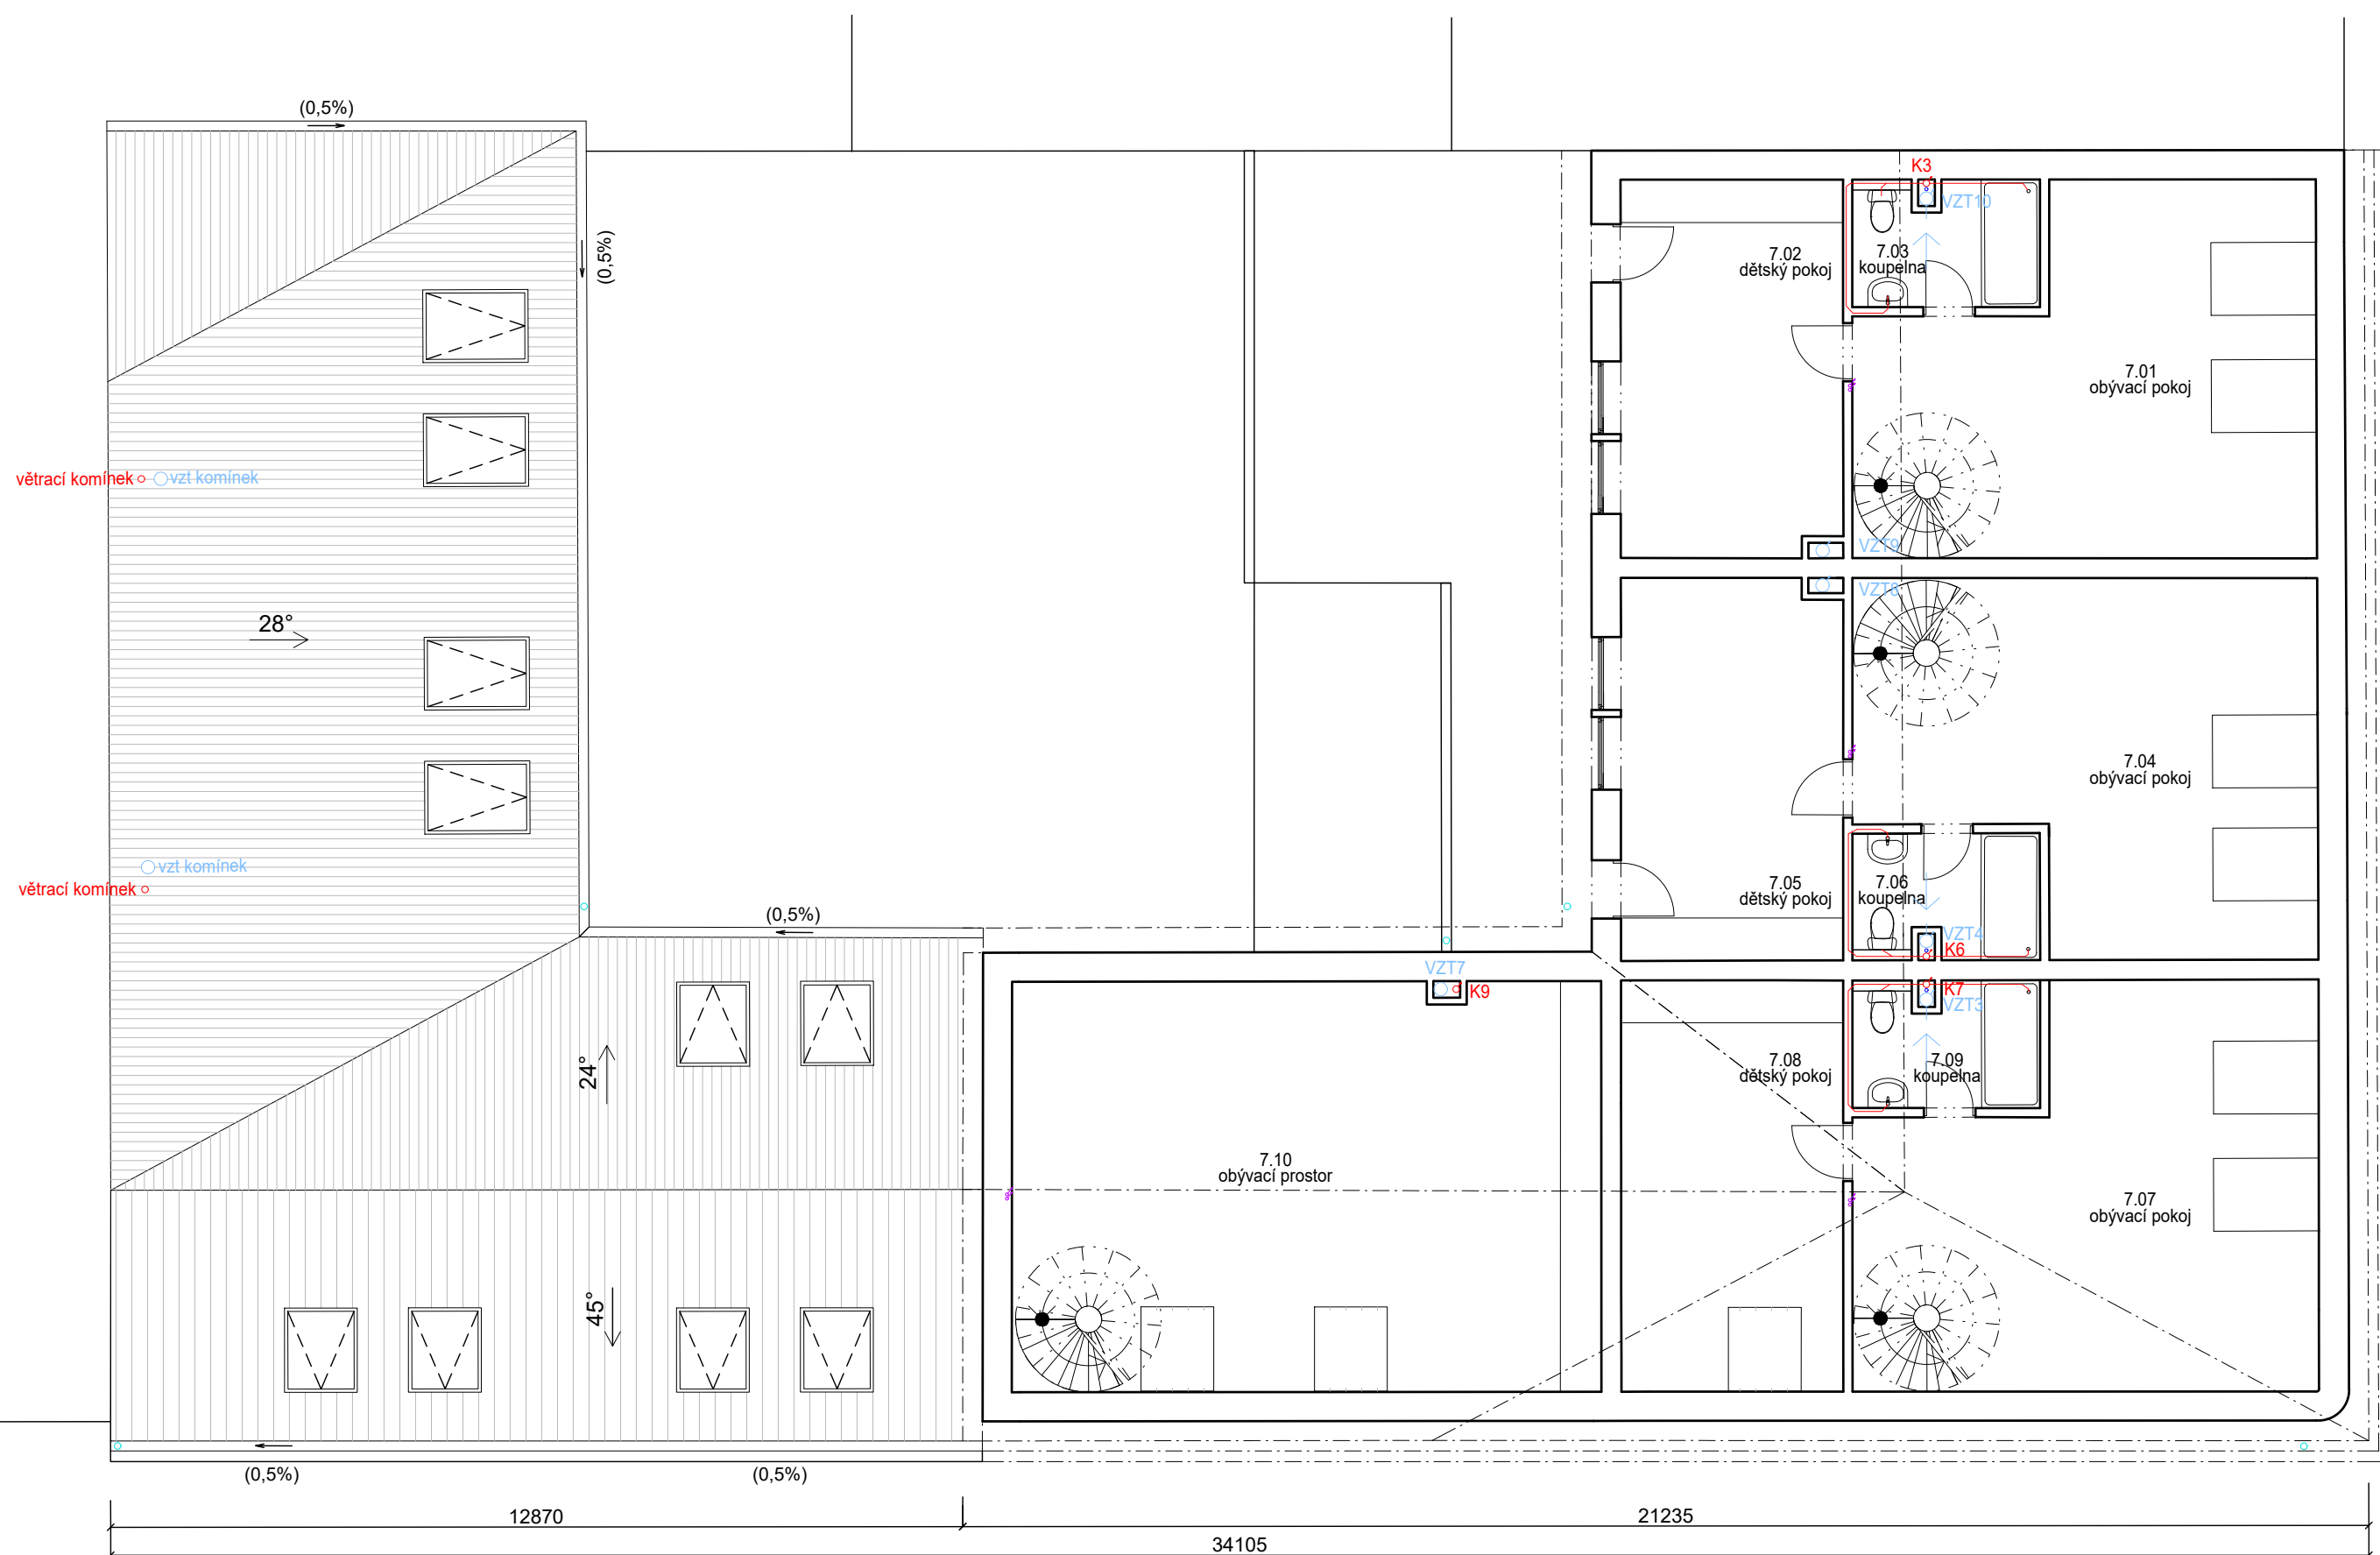 (0,5%)
(0,5%)
K3
VZT10
7.02
dětský pokoj
7.03
koupelna
7.01
obývací pokoj
větrací komínek
vzt komínek
VZT9
VZT8
28°
7.04
obývací pokoj
vzt komínek
větrací komínek
7.05
dětský pokoj
7.06
koupelna
(0,5%)
VZT4
K6
VZT7
K9
K7
VZT3
24°
7.08
dětský pokoj
7.09
koupelna
7.10
obývací prostor
7.07
obývací pokoj
45°
(0,5%)
(0,5%)
12870
21235
34105